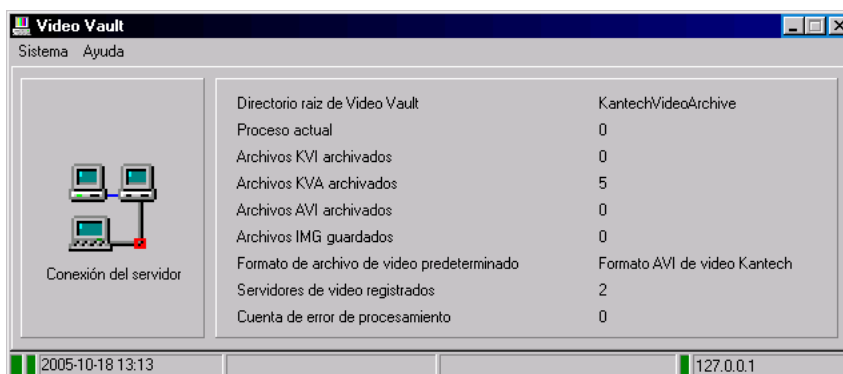 Video Vault
Sistema Ayuda
Directorio raiz de Video Vault KantechVideoArchive
Proceso actual 0
Archivos KVI archivados 0
Archivos KVA archivados 5
Archivos AVI archivados 0
Archivos IMG guardados 0
Formato de archivo de video predeterminado Formato AVI de video Kantech
Servidores de video registrados 2
Cuenta de error de procesamiento 0
Conexión del servidor
2005-10-18 13:13 127.0.0.1